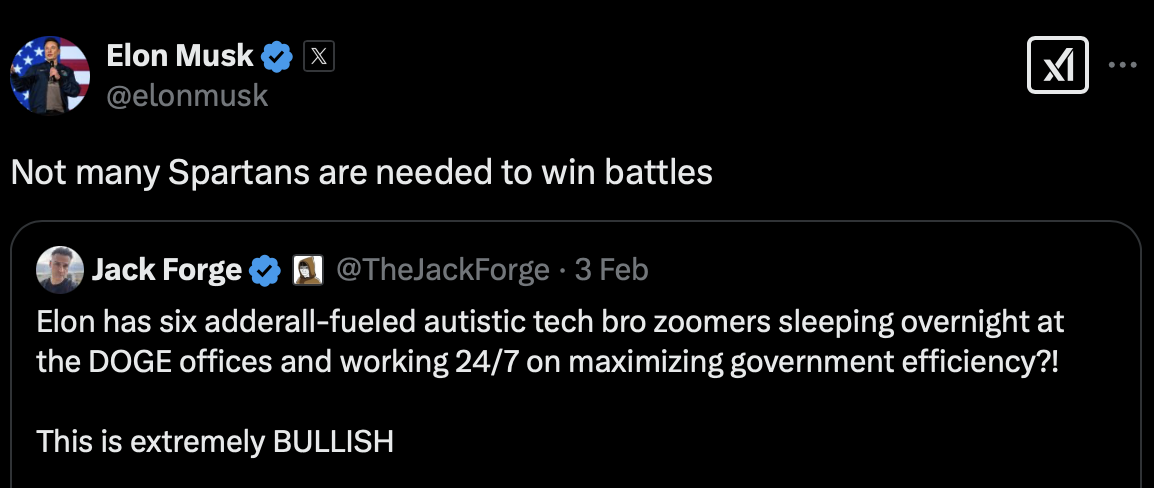 Elon Musk
@elonmusk
Not many Spartans are needed to win battles
Jack Forge @TheJackForge · 3 Feb
Elon has six adderall-fueled autistic tech bro zoomers sleeping overnight at
the DOGE offices and working 24/7 on maximizing government efficiency?!
This is extremely BULLISH